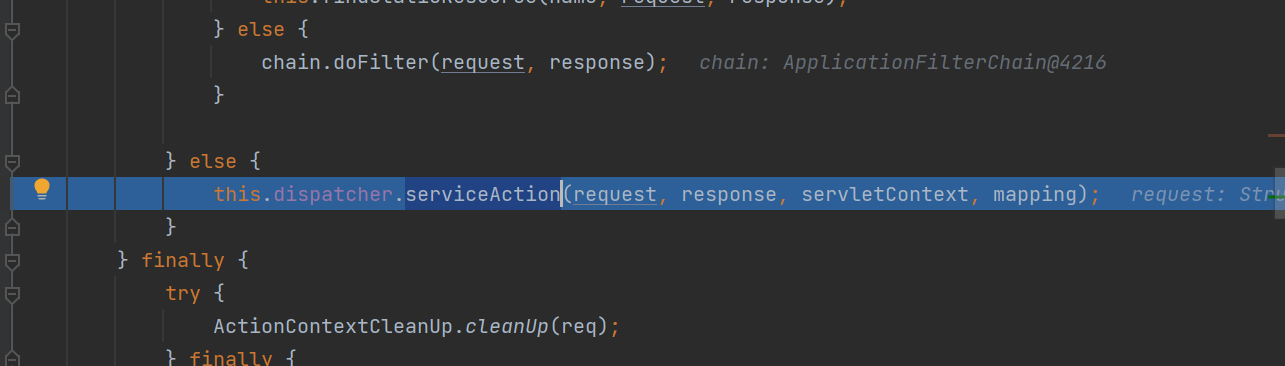 this.findStaticResource(name, request, response);
} else {
chain.doFilter(request, response); chain: ApplicationFilterChain@4216
}
} else {
this.dispatcher.serviceAction(request, response, servletContext, mapping); request: Stru
}
} finally {
try {
ActionContextCleanUp.cleanUp(req);
} finally {